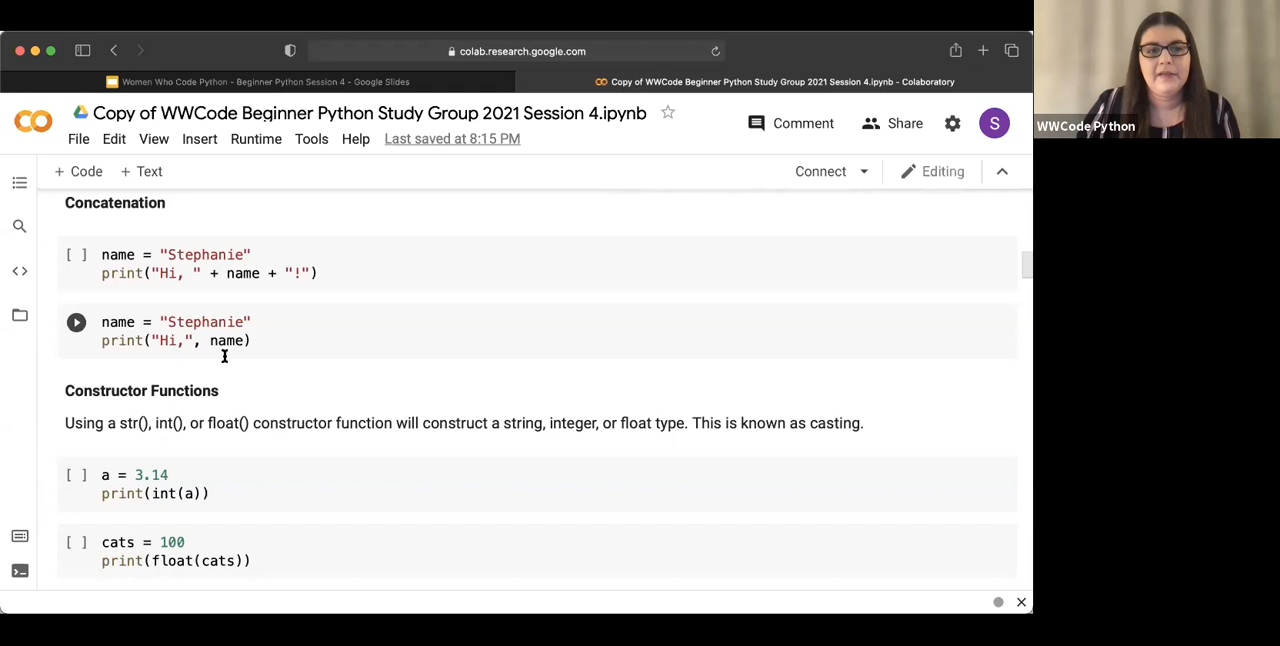 colab.research.google.com
Women Who Code Python - Beginner Python Session 4 - Google Slides
Copy of WWCode Beginner Python Study Group 2021 Session 4.ipynb - Colaboratory
Copy of WWCode Beginner Python Study Group 2021 Session 4.ipynb
Comment
Share
S
WWCode Python
File Edit View Insert Runtime Tools Help Last saved at 8:15 PM
+ Code + Text
Connect
Editing
Concatenation
[ ] name = "Stephanie"
print("Hi, " + name + "!")
name = "Stephanie"
print("Hi,", name)
Constructor Functions
Using a str(), int(), or float() constructor function will construct a string, integer, or float type. This is known as casting.
[ ] a = 3.14
print(int(a))
[ ] cats = 100
print(float(cats))